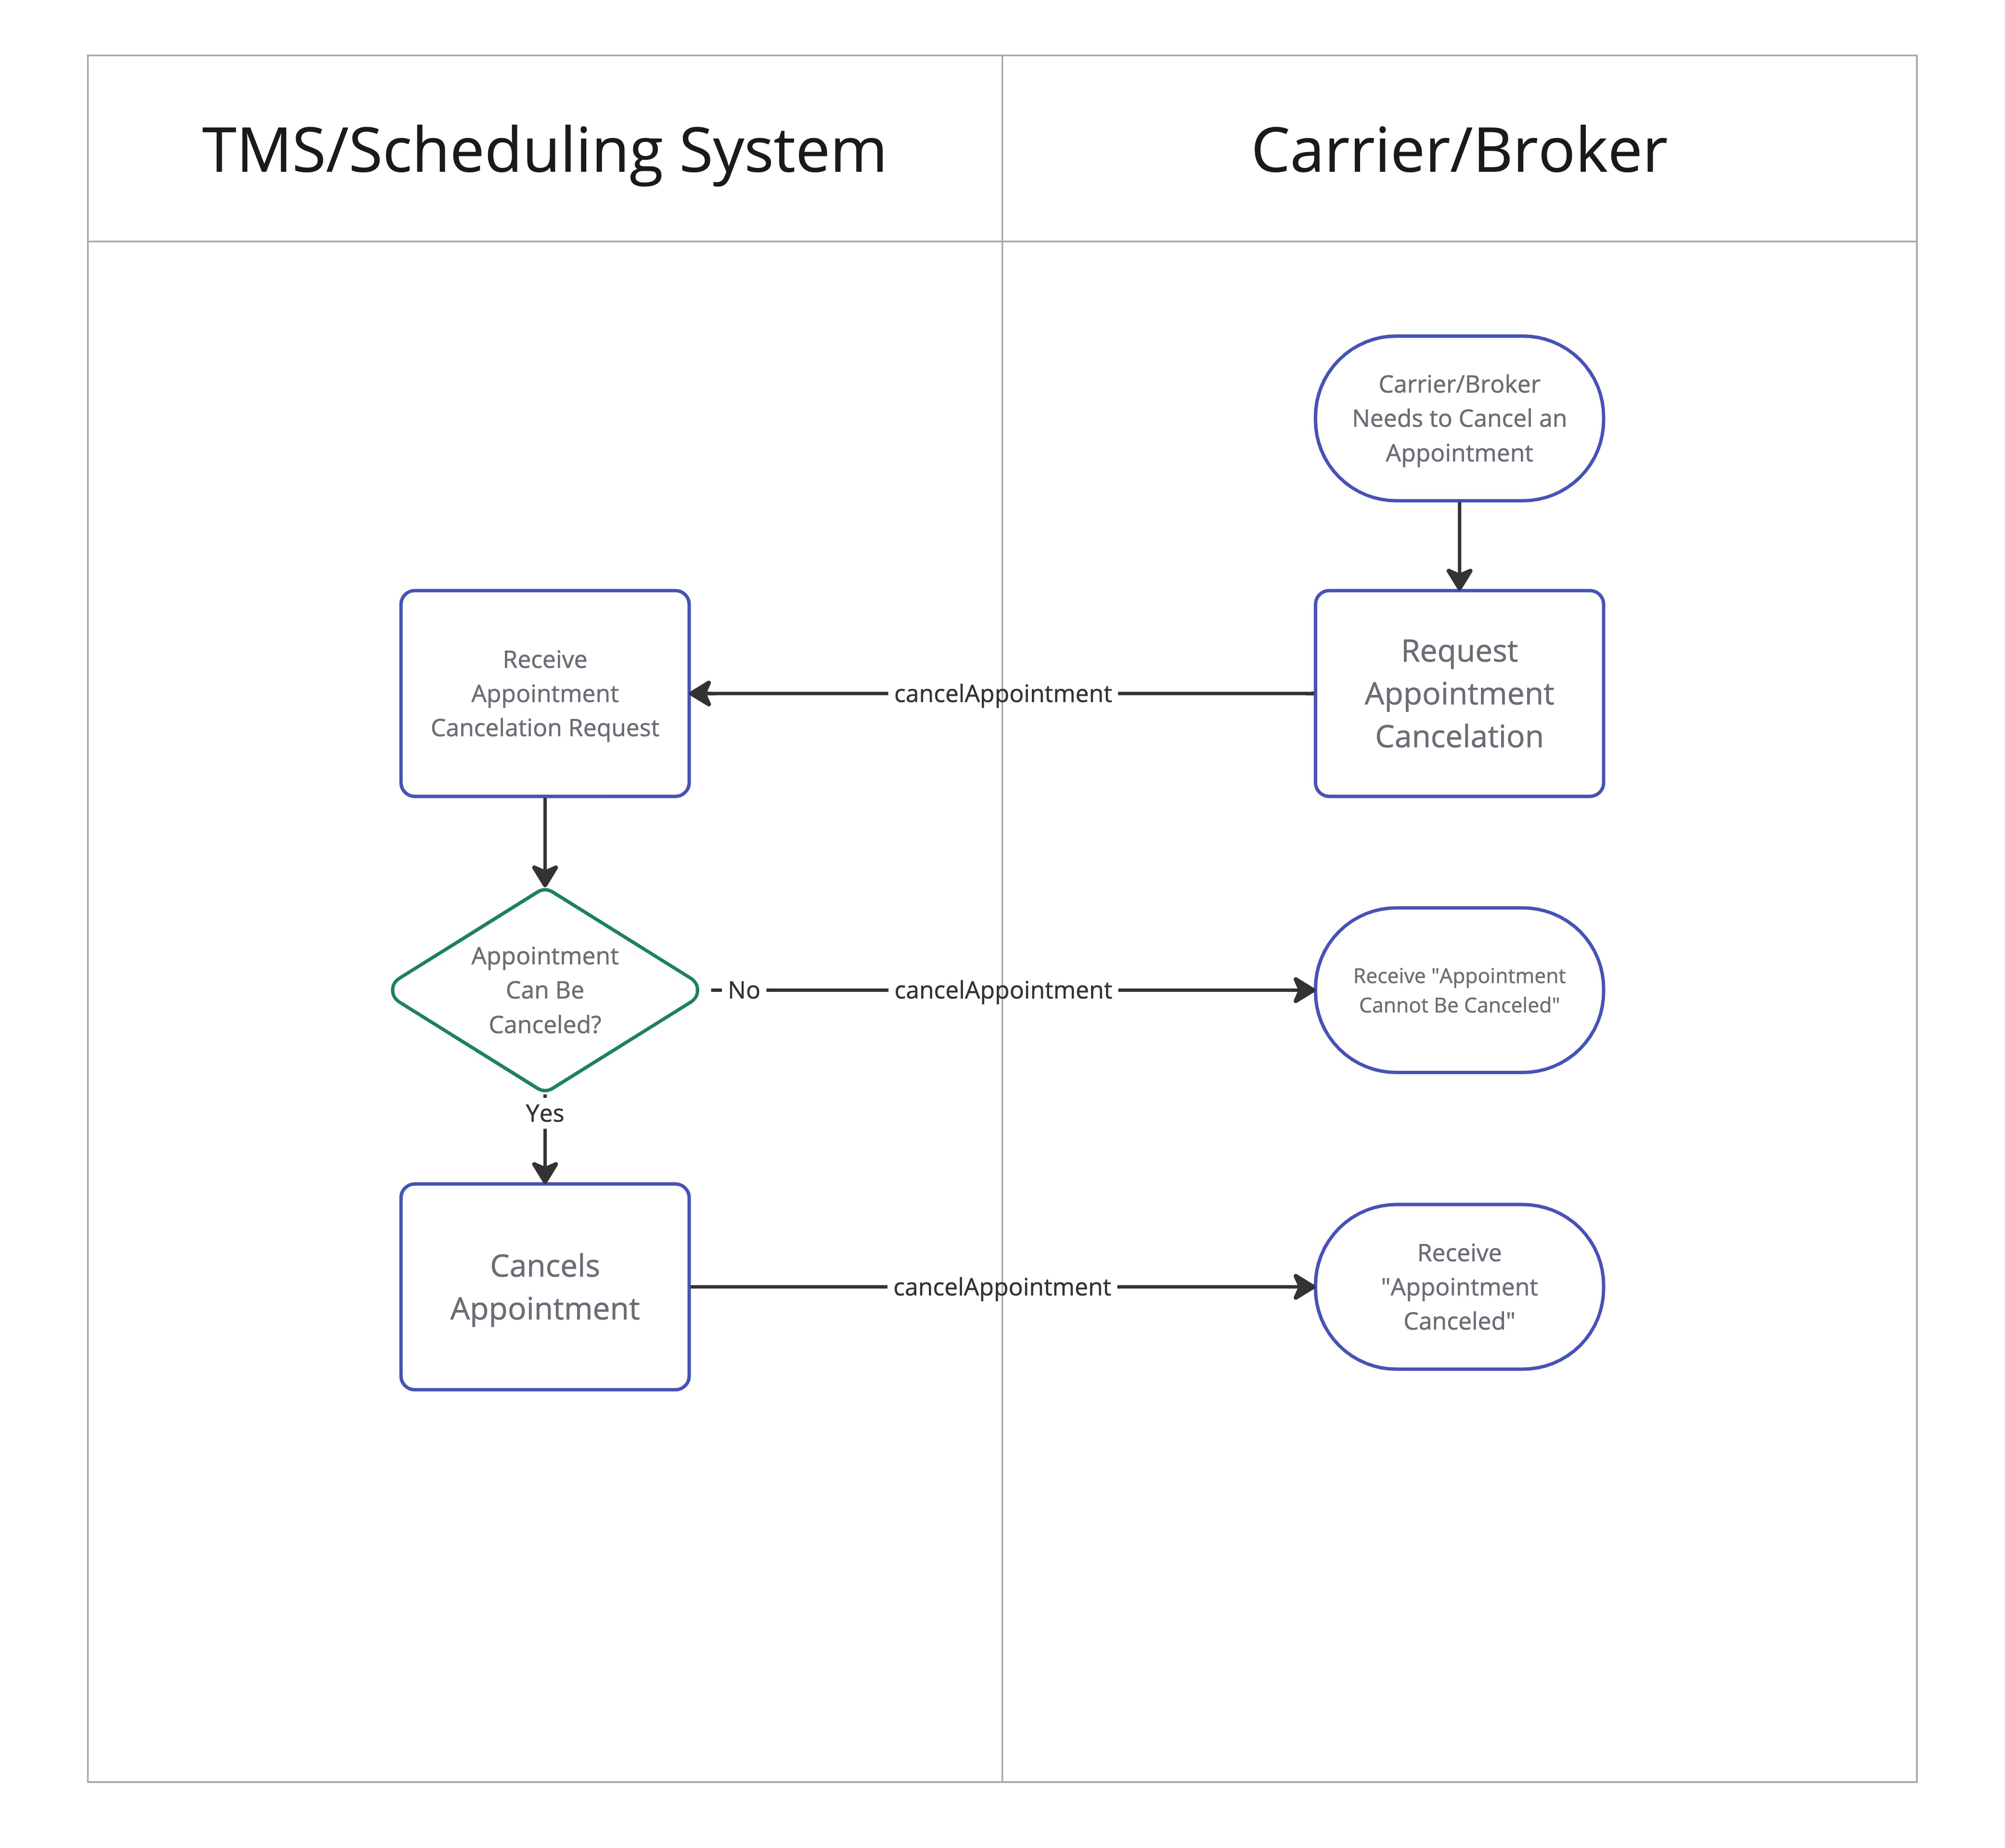 TMS/Scheduling System
Carrier/Broker
Carrier/Broker
Needs to Cancel an
Appointment
Request
Appointment
Cancelation
cancelAppointment
Receive
Appointment
Cancelation Request
Appointment
Can Be
Canceled?
No
cancelAppointment
Receive "Appointment
Cannot Be Canceled"
Yes
Cancels
Appointment
cancelAppointment
Receive
"Appointment
Canceled"